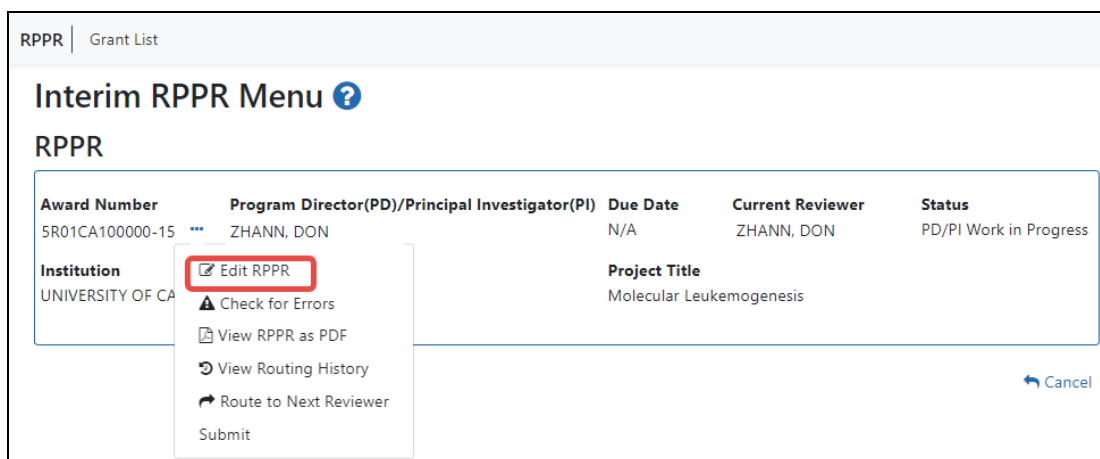 RPPR | Grant List
Interim RPPR Menu
RPPR
Award Number Program Director(PD)/Principal Investigator(PI) Due Date Current Reviewer Status
5R01CA100000-15 ... ZHANN, DON N/A ZHANN, DON PD/PI Work in Progress
Institution Project Title
UNIVERSITY OF CA Molecular Leukemogenesis
Edit RPPR
Check for Errors
View RPPR as PDF
View Routing History
Route to Next Reviewer
Submit
Cancel